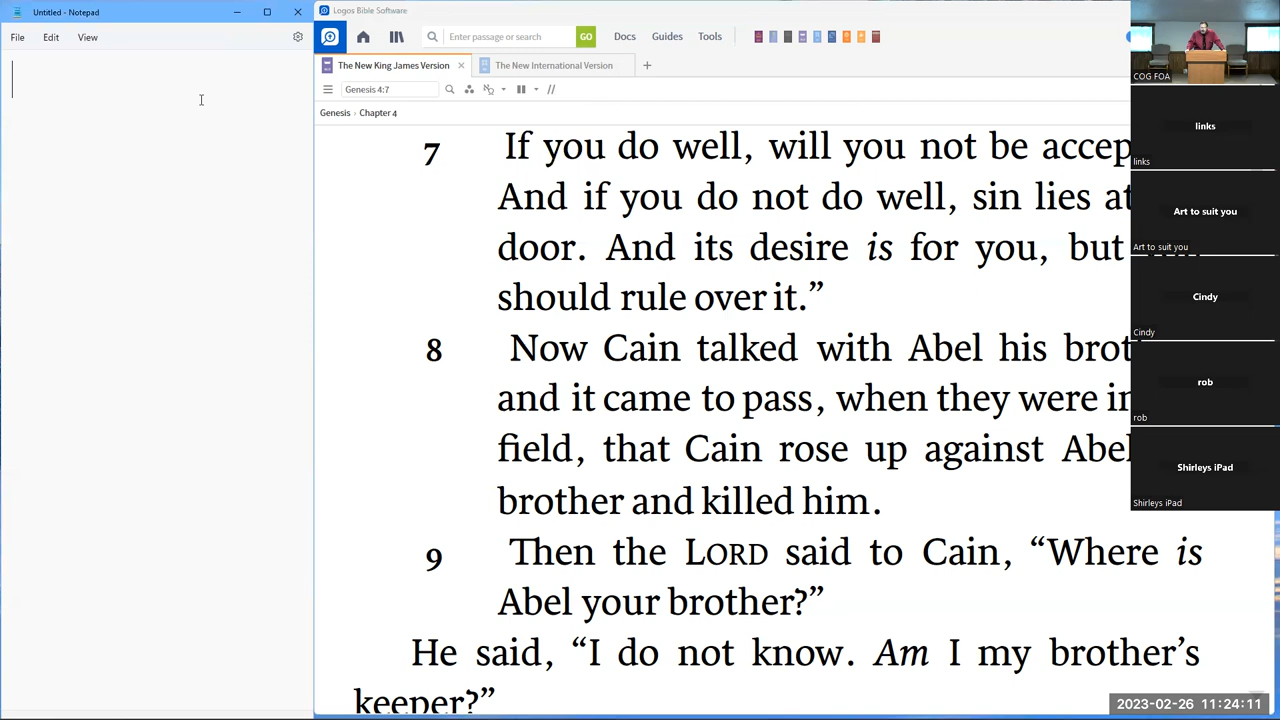 Untitled - Notepad
File Edit View
Logos Bible Software
Enter passage or search GO Docs Guides Tools
The New King James Version The New International Version
Genesis 4:7
Genesis › Chapter 4
7 If you do well, will you not be accep
And if you do not do well, sin lies at
door. And its desire is for you, but
should rule over it.”
8 Now Cain talked with Abel his brot
and it came to pass, when they were in
field, that Cain rose up against Abel
brother and killed him.
9 Then the LORD said to Cain, “Where is
Abel your brother?”
He said, “I do not know. Am I my brother’s
keeper?”
COG FOA
links
links
Art to suit you
Art to suit you
Cindy
Cindy
rob
rob
Shirleys iPad
Shirleys iPad
2023-02-26 11:24:11